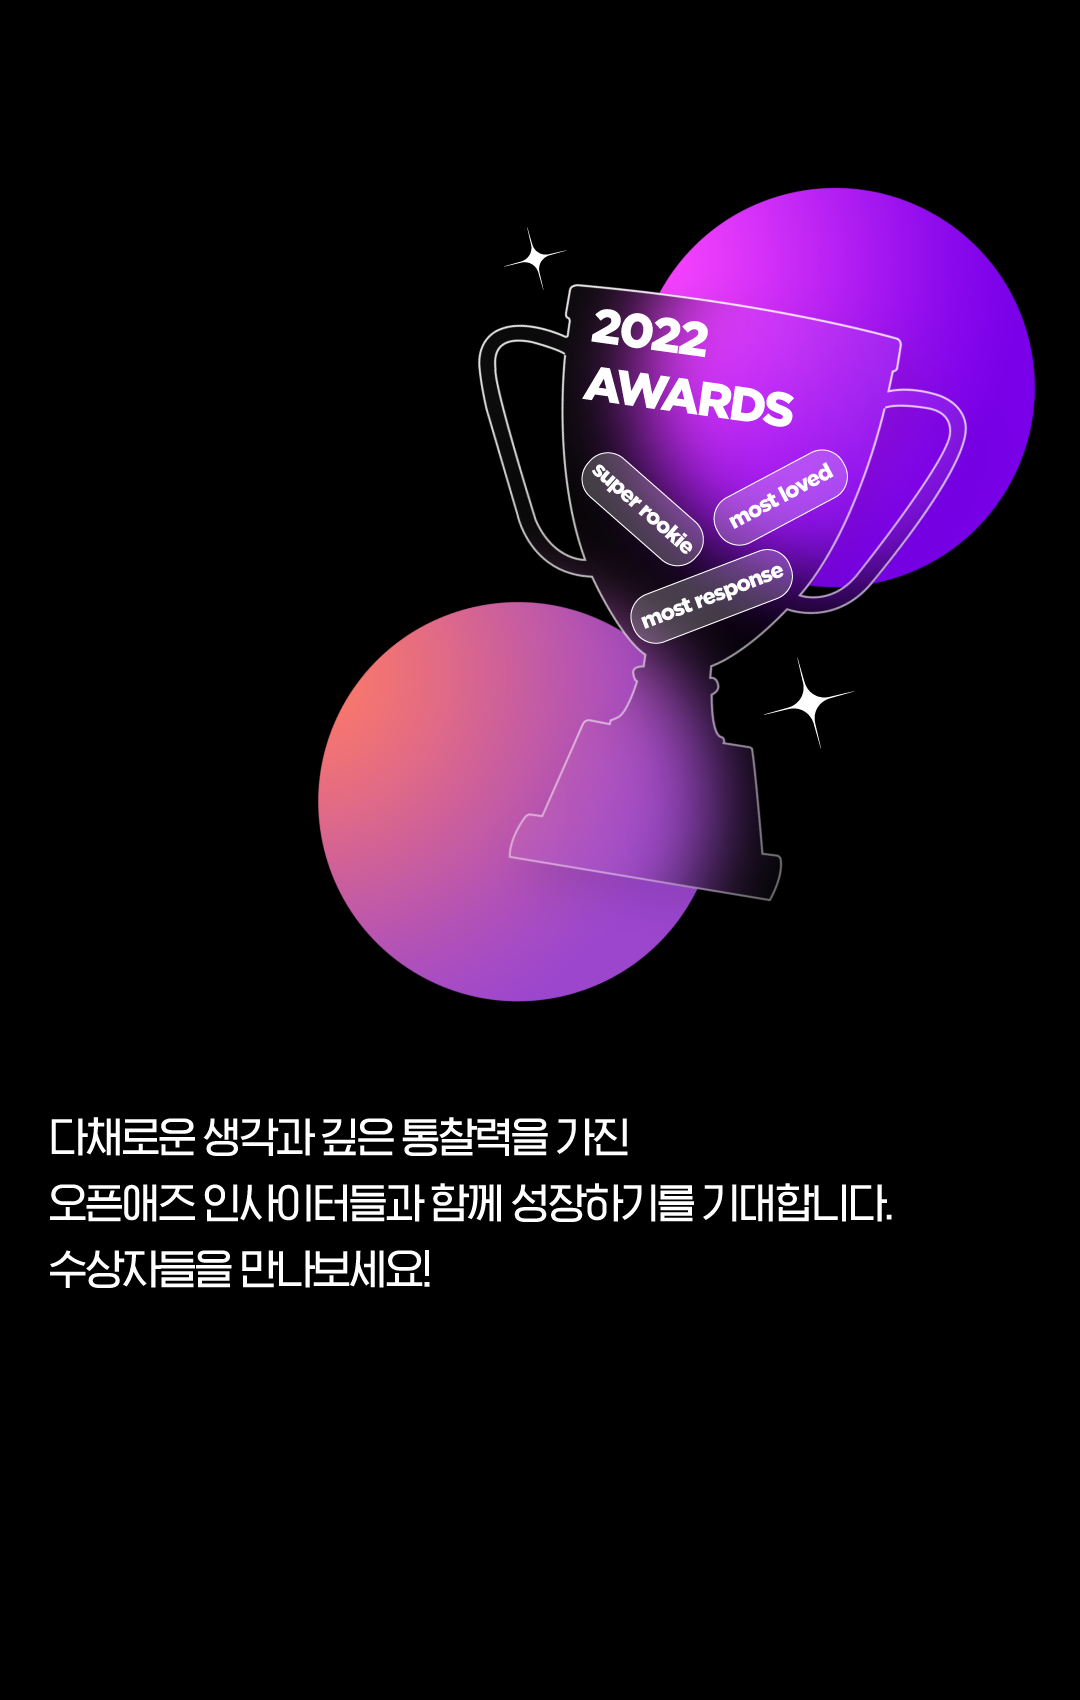 2022
AWARDS
super rookie
most loved
most response
다채로운 생각과 깊은 통찰력을 가진
오픈애즈 인사이터들과 함께 성장하기를 기대합니다.
수상자들을 만나보세요!